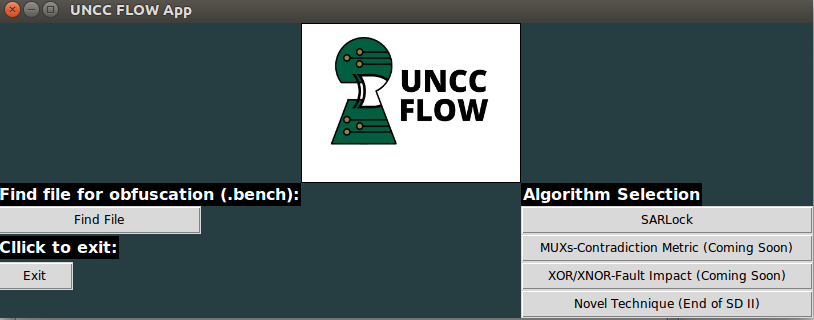 UNCC FLOW App
UNCC
FLOW
Find file for obfuscation (.bench):
Find File
Cllick to exit:
Exit
Algorithm Selection
SARLock
MUXs-Contradiction Metric (Coming Soon)
XOR/XNOR-Fault Impact (Coming Soon)
Novel Technique (End of SD II)